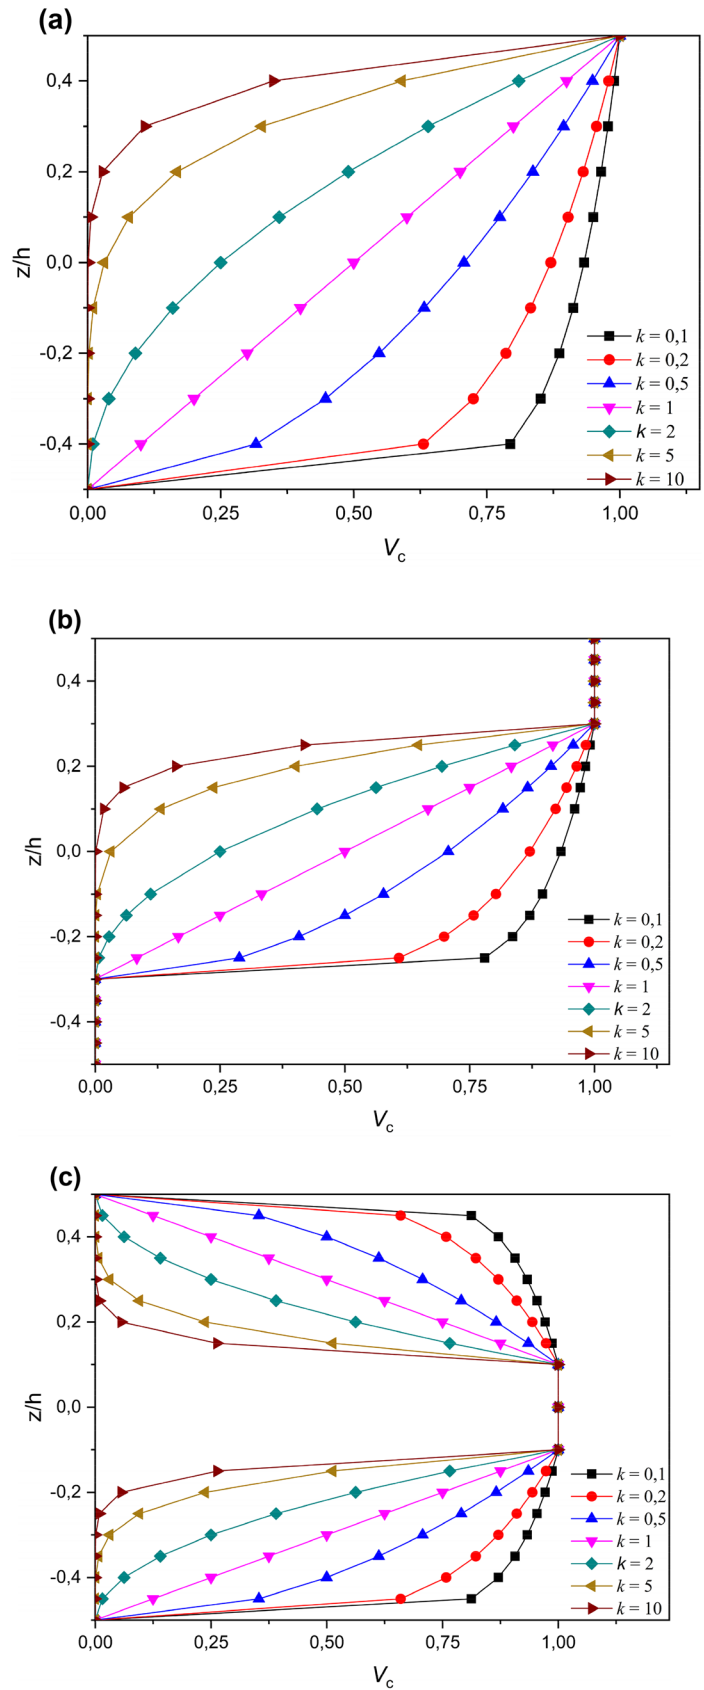 (a)
0,4
0,2
0,0
-0,2
-0,4
z/h
k = 0,1
k = 0,2
k = 0,5
k = 1
k = 2
k = 5
k = 10
0,00 0,25 0,50 0,75 1,00
Vc
(b)
0,4
0,2
0,0
-0,2
-0,4
z/h
k = 0,1
k = 0,2
k = 0,5
k = 1
k = 2
k = 5
k = 10
0,00 0,25 0,50 0,75 1,00
Vc
(c)
0,4
0,2
0,0
-0,2
-0,4
z/h
k = 0,1
k = 0,2
k = 0,5
k = 1
k = 2
k = 5
k = 10
0,00 0,25 0,50 0,75 1,00
Vc